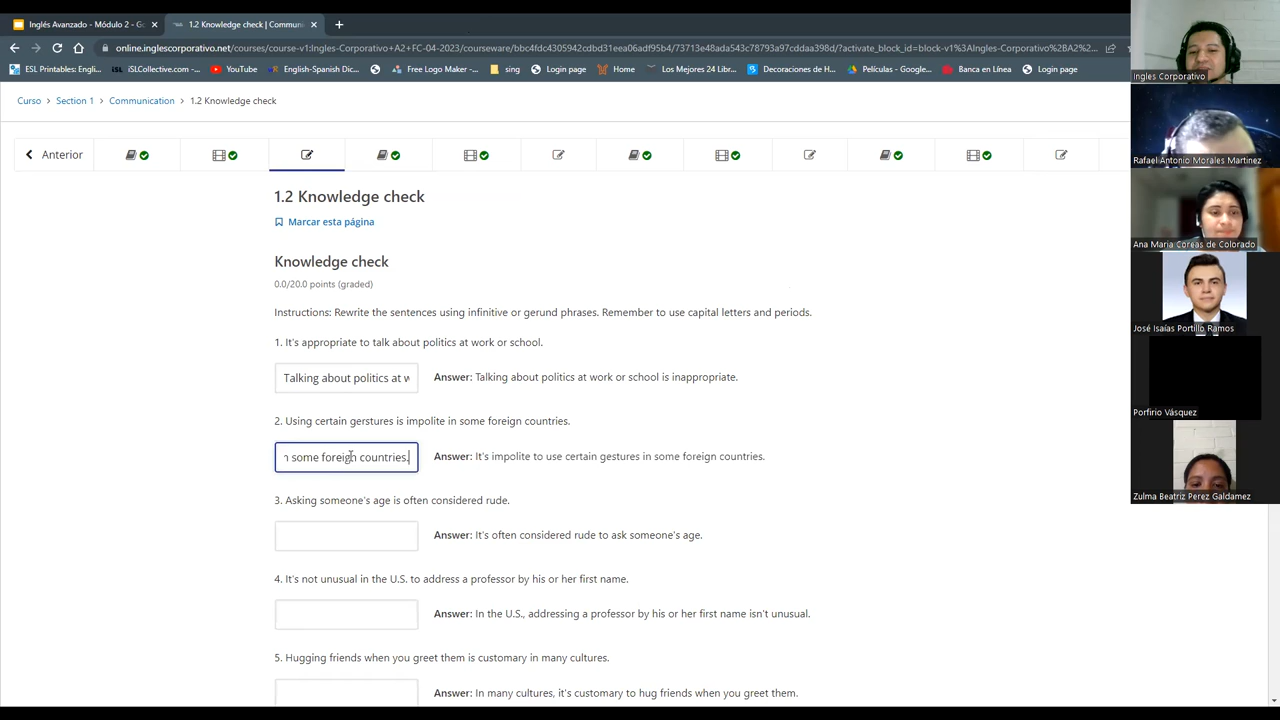 Inglés Avanzado - Módulo 2 - Go
1.2 Knowledge check | Communi
online.inglescorporativo.net/courses/course-v1:Ingles-Corporativo+A2+FC-04-2023/courseware/bbc4fdc4305942cdbd31eea06adf95b4/73713e48ada543c78793a97cddaa398d/?activate_block_id=block-v1%3AIngles-Corporativo%2BA2%...
ESL Printables: Engli...
iSLCollective.com -...
YouTube
English-Spanish Dic...
Free Logo Maker -...
sing
Login page
Home
Los Mejores 24 Libr...
Decoraciones de H...
Películas - Google...
Banca en Línea
Login page
Curso > Section 1 > Communication > 1.2 Knowledge check
Anterior
1.2 Knowledge check
Marcar esta página
Knowledge check
0.0/20.0 points (graded)
Instructions: Rewrite the sentences using infinitive or gerund phrases. Remember to use capital letters and periods.
1. It's appropriate to talk about politics at work or school.
Talking about politics at w
Answer: Talking about politics at work or school is inappropriate.
2. Using certain gerstures is impolite in some foreign countries.
n some foreign countries.
Answer: It's impolite to use certain gestures in some foreign countries.
3. Asking someone's age is often considered rude.
Answer: It's often considered rude to ask someone's age.
4. It's not unusual in the U.S. to address a professor by his or her first name.
Answer: In the U.S., addressing a professor by his or her first name isn't unusual.
5. Hugging friends when you greet them is customary in many cultures.
Answer: In many cultures, it's customary to hug friends when you greet them.
Ingles Corporativo
Rafael Antonio Morales Martinez
Ana Maria Coreas de Colorado
José Isaías Portillo Ramos
Porfirio Vásquez
Zulma Beatriz Perez Galdamez